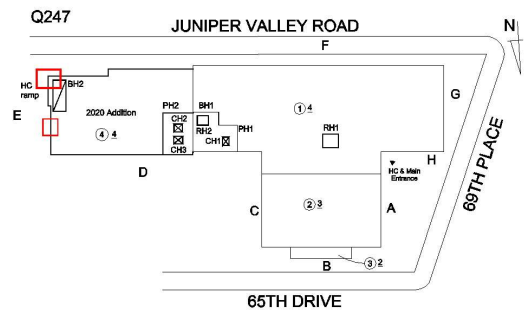 Q247
JUNIPER VALLEY ROAD
N
F
HC
ramp
BH2
E
2020 Addition
4 4
PH2
CH2
CH3
BH1
RH2
CH1
PH1
1 4
RH1
G
H
HC & Main
Entrance
69TH PLACE
D
C
2 3
A
B
3 2
65TH DRIVE